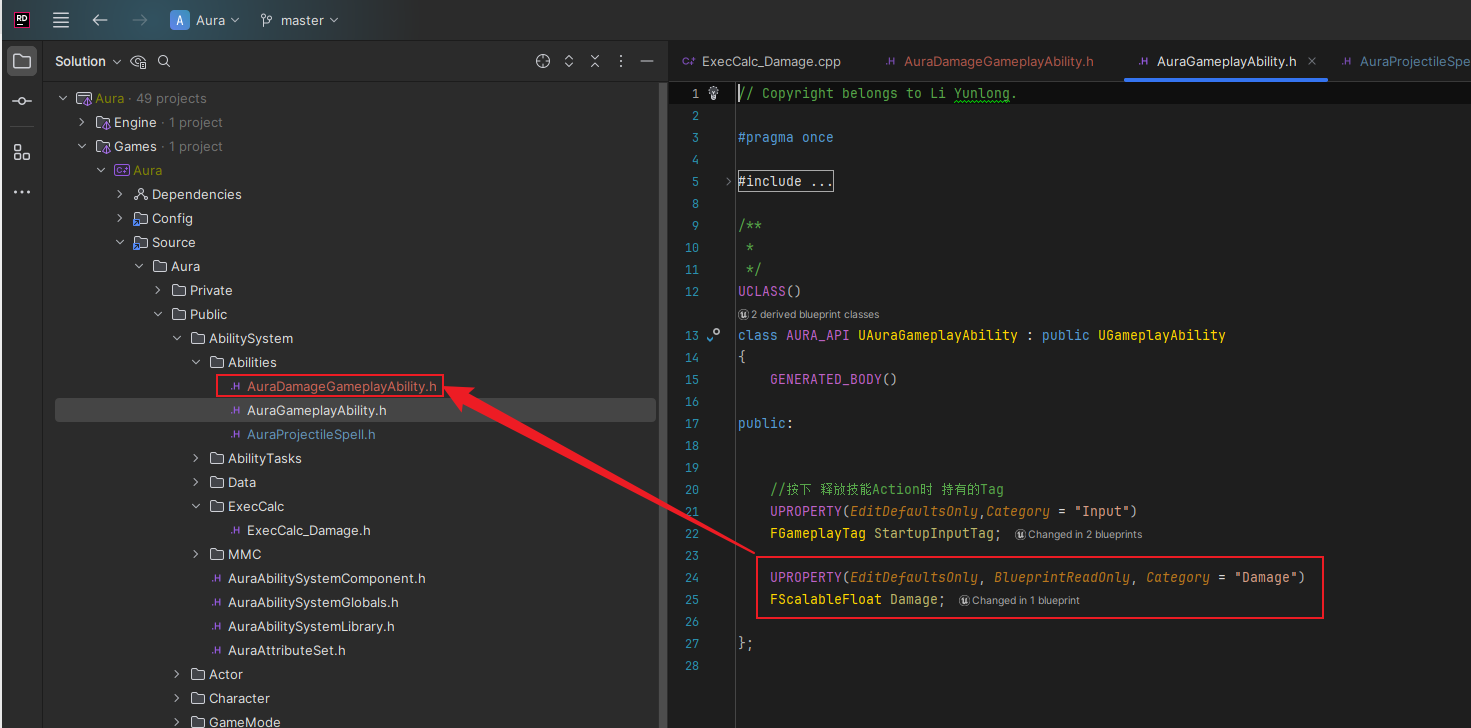 RD
A Aura master
Solution
Aura · 49 projects
Engine · 1 project
Games · 1 project
C++ Aura
Dependencies
Config
Source
Aura
Private
Public
AbilitySystem
Abilities
.H AuraDamageGameplayAbility.h
.H AuraGameplayAbility.h
.H AuraProjectileSpell.h
AbilityTasks
Data
ExecCalc
.H ExecCalc_Damage.h
MMC
.H AuraAbilitySystemComponent.h
.H AuraAbilitySystemGlobals.h
.H AuraAbilitySystemLibrary.h
.H AuraAttributeSet.h
Actor
Character
GameMode
C++ ExecCalc_Damage.cpp .H AuraDamageGameplayAbility.h .H AuraGameplayAbility.h .H AuraProjectileSpe
1 // Copyright belongs to Li Yunlong.
2
3 #pragma once
4
5 #include ...
8
9 /**
10 *
11 */
12 UCLASS()
2 derived blueprint classes
13 class AURA_API UAuraGameplayAbility : public UGameplayAbility
14 {
15 GENERATED_BODY()
16
17 public:
18
19
20 //按下 释放技能Action时 持有的Tag
21 UPROPERTY(EditDefaultsOnly,Category = "Input")
22 FGameplayTag StartupInputTag; Changed in 2 blueprints
23
24 UPROPERTY(EditDefaultsOnly, BlueprintReadOnly, Category = "Damage")
25 FScalableFloat Damage; Changed in 1 blueprint
26
27 };
28